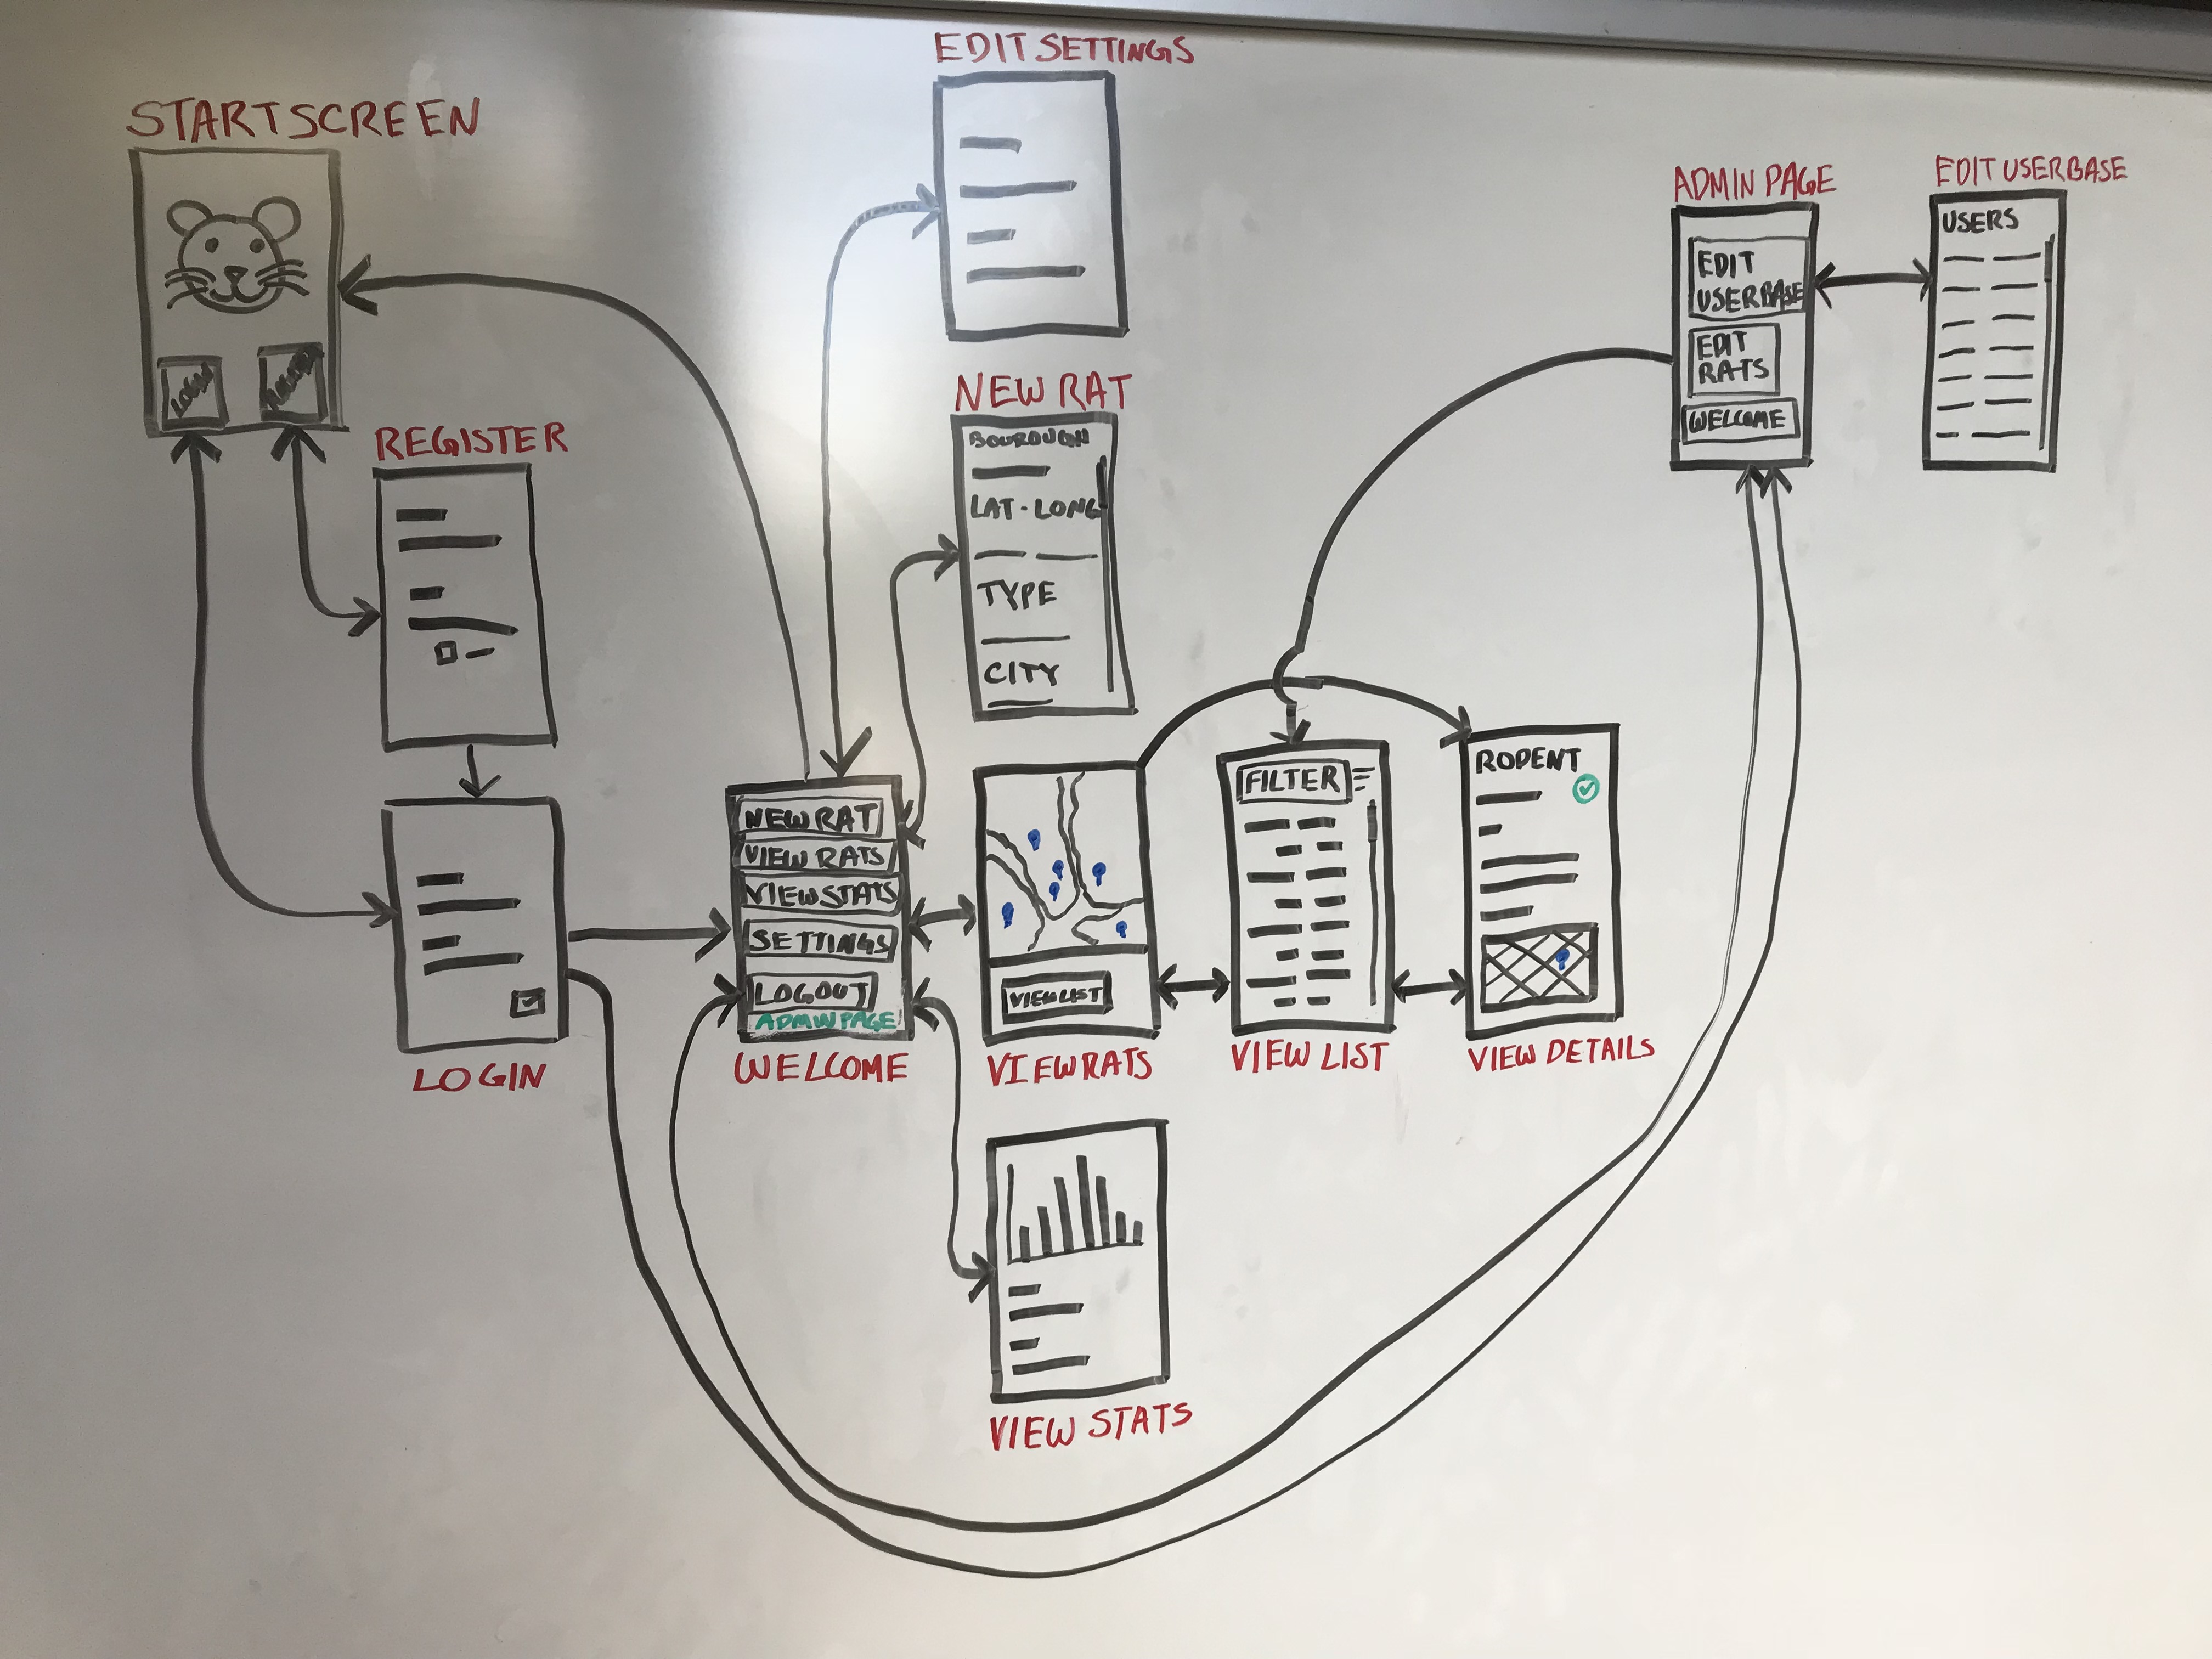 EDIT SETTINGS
START SCREEN
ADMIN PAGE
EDIT USERBASE
USERS
EDIT
USERBASE
EDIT
RATS
WELCOME
LOGIN
REGISTER
NEW RAT
BOUROUGH
LAT - LONG
TYPE
CITY
NEW RAT
VIEW RATS
VIEW STATS
SETTINGS
LOGOUT
ADMIN PAGE
VIEW LIST
FILTER
RODENT
LOGIN
WELCOME
VIEW RATS
VIEW LIST
VIEW DETAILS
VIEW STATS